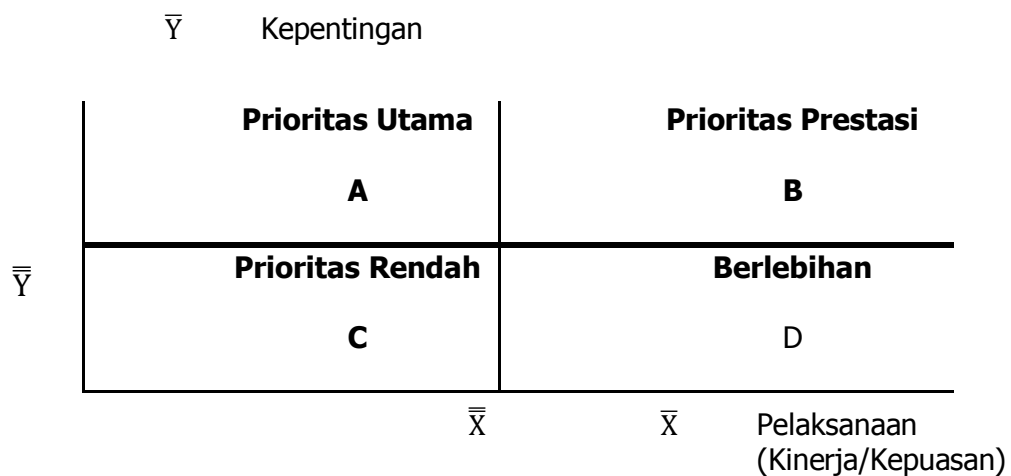 Y̅ Kepentingan
Prioritas Utama Prioritas Prestasi
A B
Prioritas Rendah Berlebihan
Y̿
C D
X̿ X̅ Pelaksanaan
(Kinerja/Kepuasan)